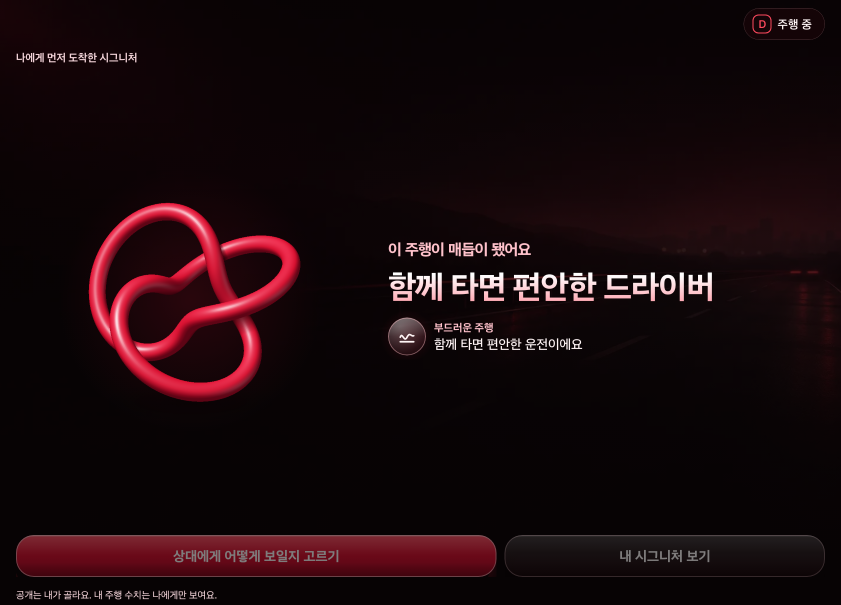 D 주행 중
나에게 먼저 도착한 시그니처
이 주행이 매듭이 됐어요
함께 타면 편안한 드라이버
부드러운 주행
함께 타면 편안한 운전이에요
상대에게 어떻게 보일지 고르기
내 시그니처 보기
공개는 내가 골라요. 내 주행 수치는 나에게만 보여요.